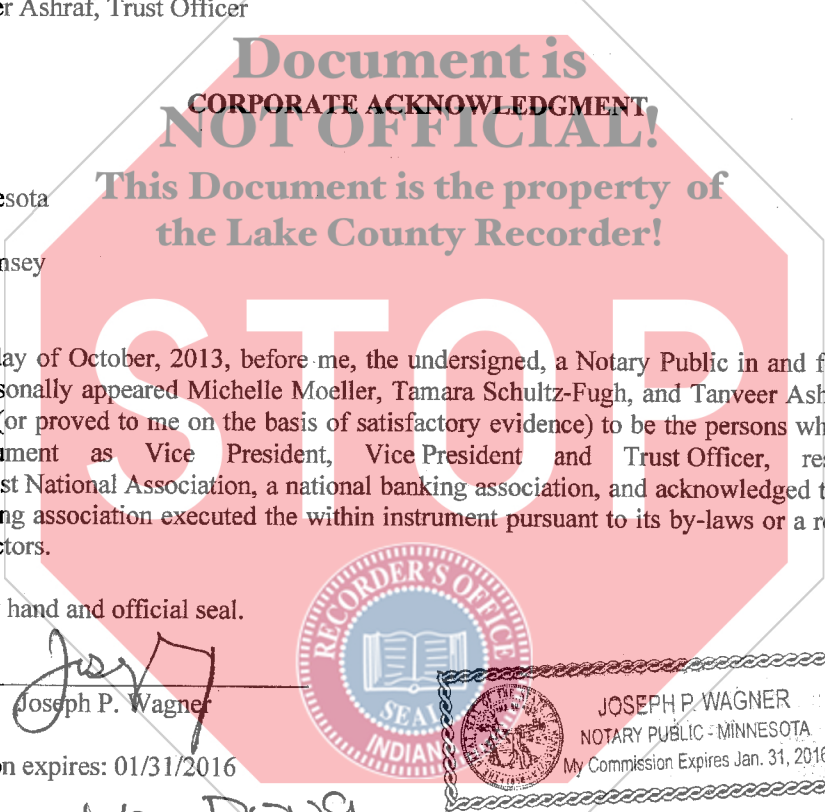 er Ashraf, Trust Officer
Document is
CORPORATE ACKNOWLEDGMENT
NOT OFFICIAL!
This Document is the property of
esota
the Lake County Recorder!
nsey
STOP
day of October, 2013, before me, the undersigned, a Notary Public in and f
sonally appeared Michelle Moeller, Tamara Schultz-Fugh, and Tanveer Ash
(or proved to me on the basis of satisfactory evidence) to be the persons wh
ment as Vice President, Vice President and Trust Officer, res
st National Association, a national banking association, and acknowledged t
ng association executed the within instrument pursuant to its by-laws or a r
ctors.
hand and official seal.
RECORDER'S OFFICE
SEAL
INDIANA
Joseph P. Wagner
JOSEPH P. WAGNER
NOTARY PUBLIC - MINNESOTA
My Commission Expires Jan. 31, 2016
n expires: 01/31/2016